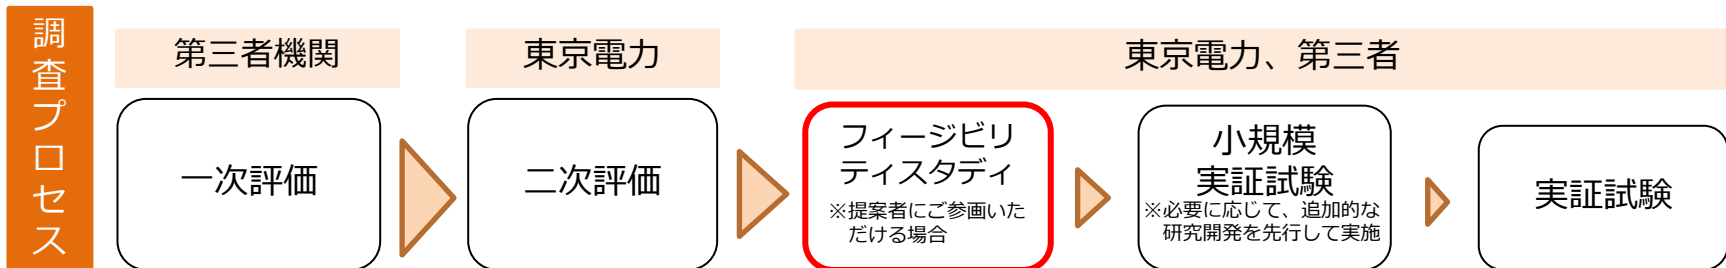 調査プロセス
第三者機関
東京電力
東京電力、第三者
一次評価
二次評価
フィージビリ
ティスタディ
※提案者にご参画いた
だける場合
小規模
実証試験
※必要に応じて、追加的な
研究開発を先行して実施
実証試験